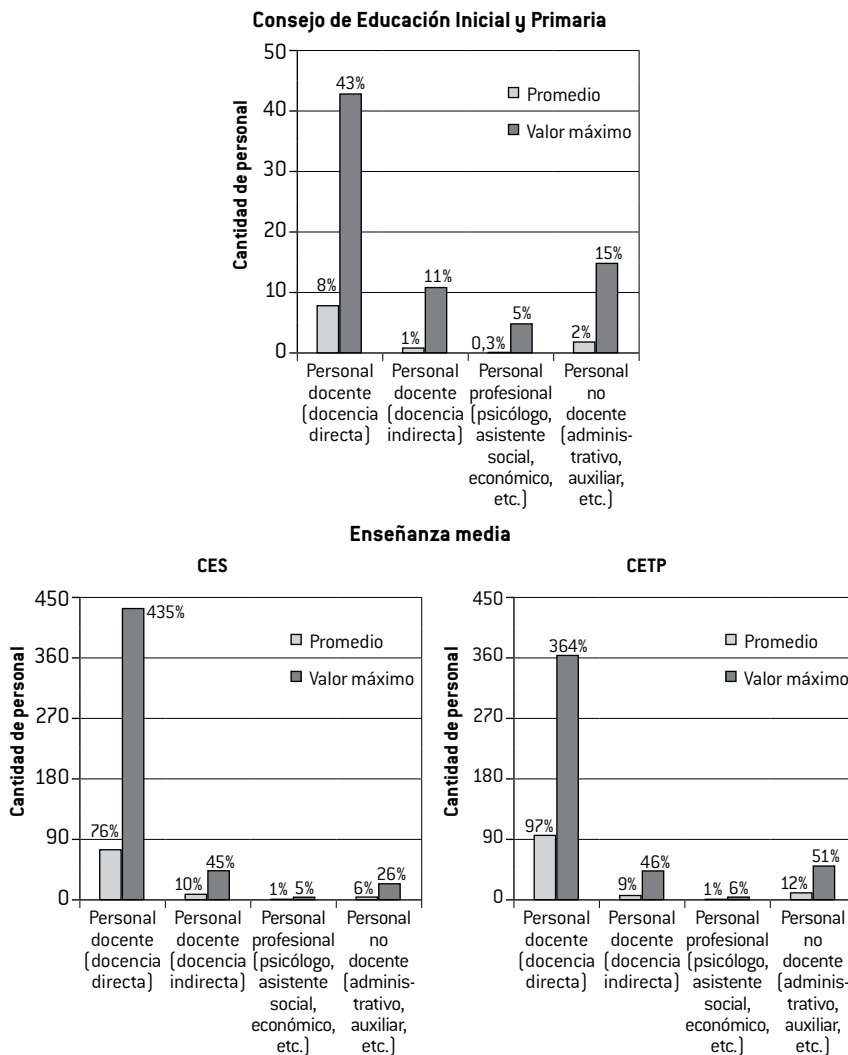 Consejo de Educación Inicial y Primaria
Cantidad de personal
50
40
30
20
10
0
Promedio
Valor máximo
8%
43%
1%
11%
0,3%
5%
2%
15%
Personal
docente
(docencia
directa)
Personal
docente
(docencia
indirecta)
Personal
profesional
(psicólogo,
asistente
social,
económico,
etc.)
Personal
no
docente
(adminis-
trativo,
auxiliar,
etc.)
Enseñanza media
CES
Cantidad de personal
450
360
270
180
90
0
Promedio
Valor máximo
76%
435%
10%
45%
1%
5%
6%
26%
Personal
docente
(docencia
directa)
Personal
docente
(docencia
indirecta)
Personal
profesional
(psicólogo,
asistente
social,
económico,
etc.)
Personal
no
docente
(adminis-
trativo,
auxiliar,
etc.)
CETP
Cantidad de personal
450
360
270
180
90
0
Promedio
Valor máximo
97%
364%
9%
46%
1%
6%
12%
51%
Personal
docente
(docencia
directa)
Personal
docente
(docencia
indirecta)
Personal
profesional
(psicólogo,
asistente
social,
económico,
etc.)
Personal
no
docente
(adminis-
trativo,
auxiliar,
etc.)